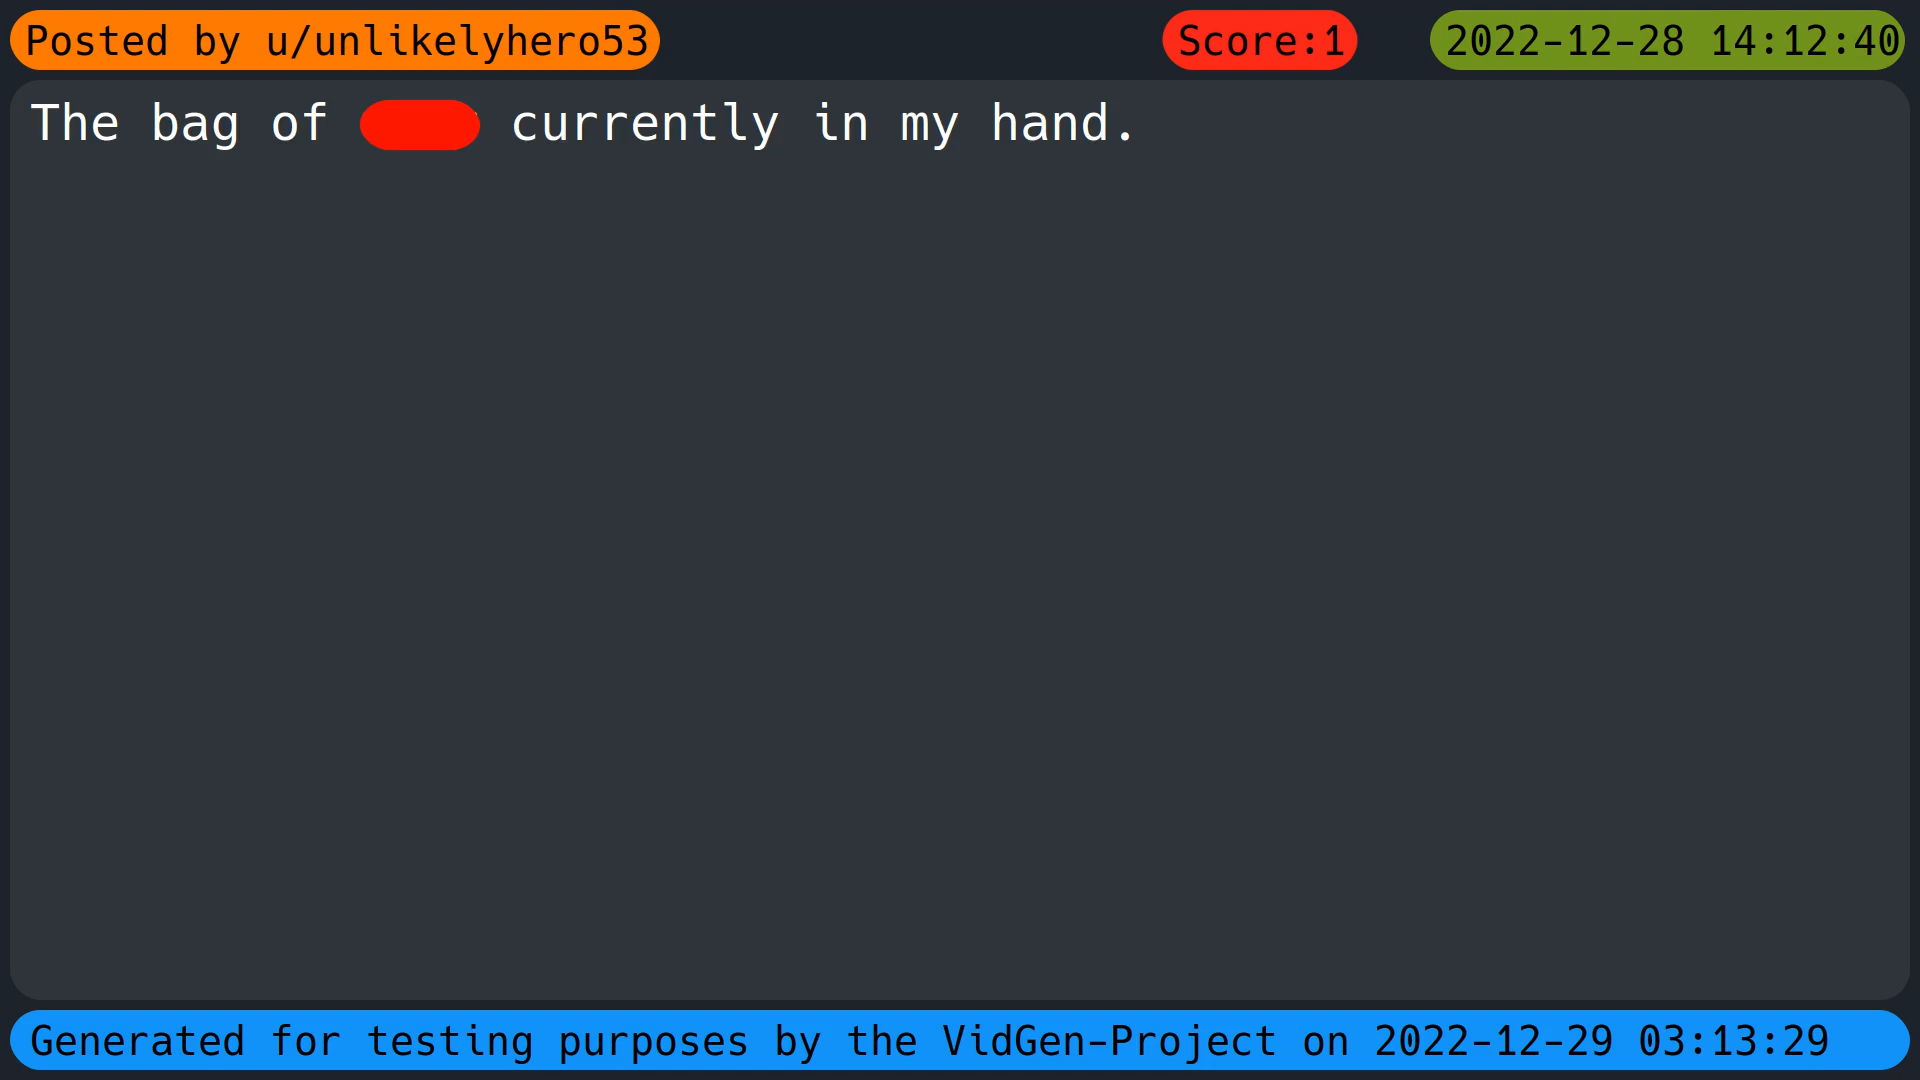 Posted by u/unlikelyhero53 Score:1 2022-12-28 14:12:40
The bag of currently in my hand.
Generated for testing purposes by the VidGen-Project on 2022-12-29 03:13:29